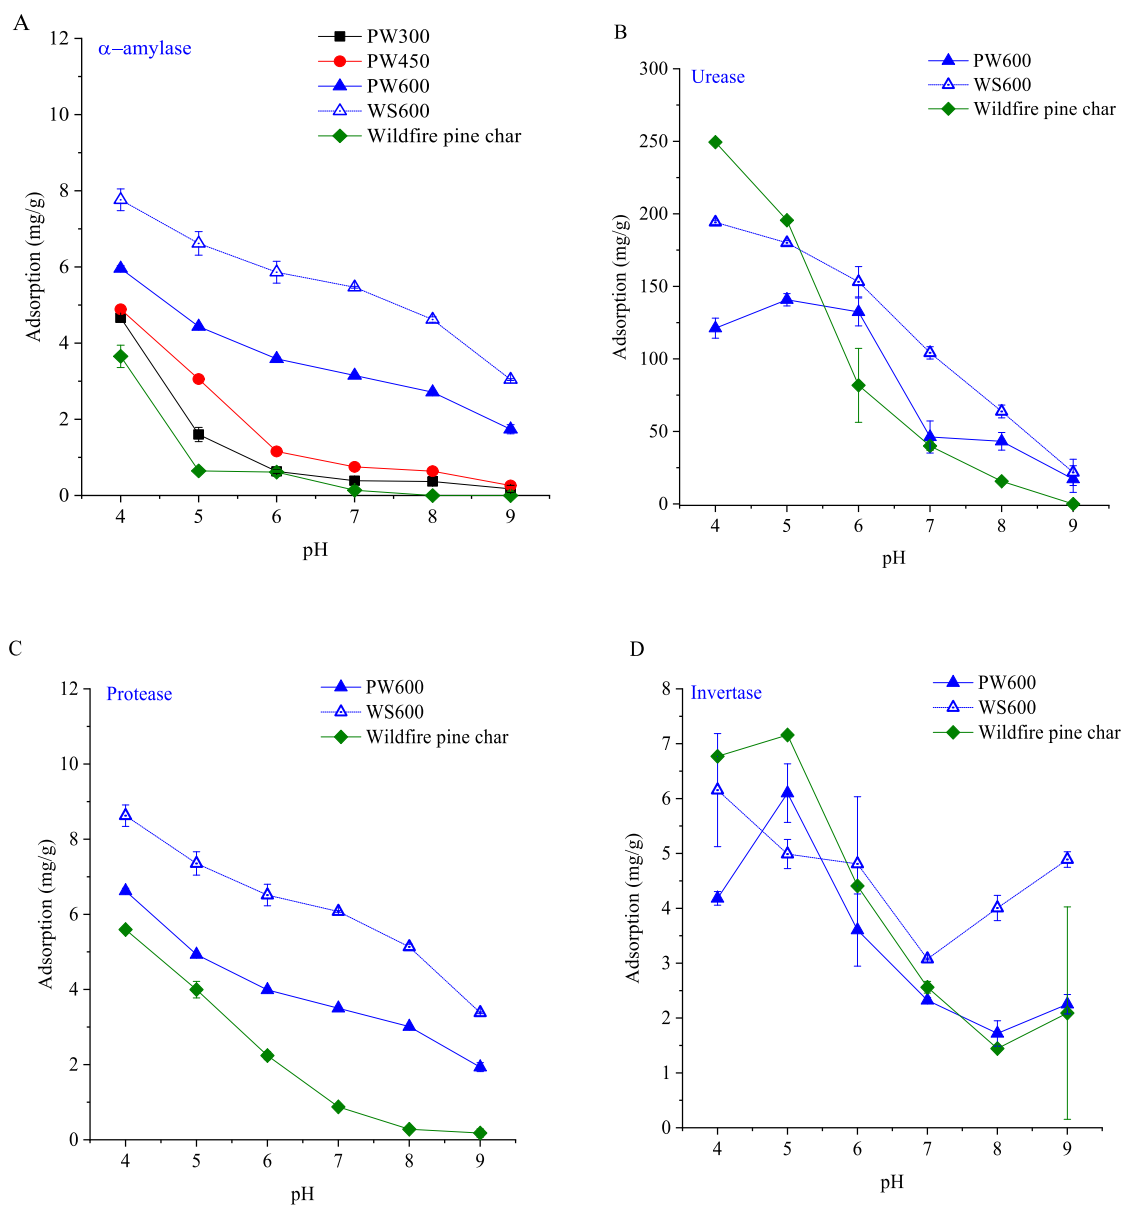 A
α–amylase
PW300
PW450
PW600
WS600
Wildfire pine char
12
10
8
6
4
2
0
Adsorption (mg/g)
4 5 6 7 8 9
pH
B
Urease
PW600
WS600
Wildfire pine char
300
250
200
150
100
50
0
Adsorption (mg/g)
4 5 6 7 8 9
pH
C
Protease
PW600
WS600
Wildfire pine char
12
10
8
6
4
2
0
Adsorption (mg/g)
4 5 6 7 8 9
pH
D
Invertase
PW600
WS600
Wildfire pine char
8
7
6
5
4
3
2
1
0
Adsorption (mg/g)
4 5 6 7 8 9
pH